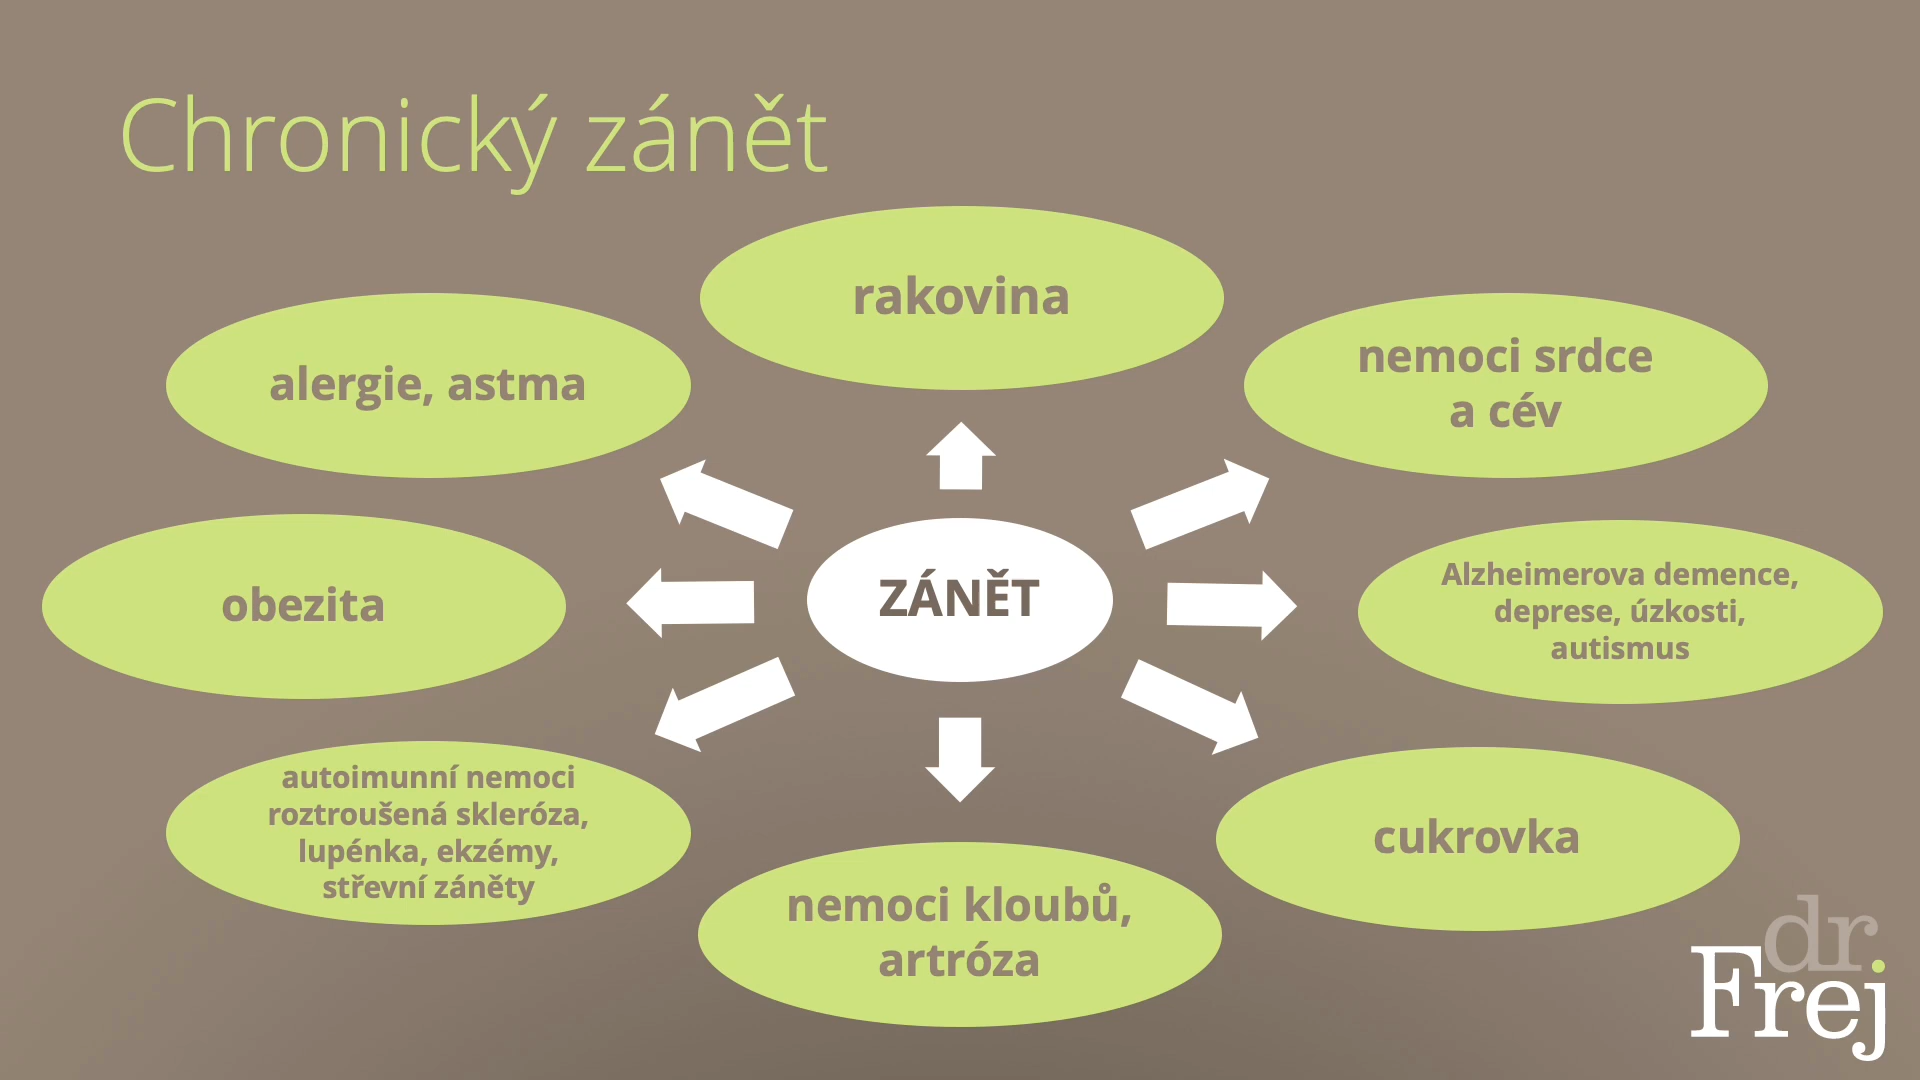 Chronický zánět
rakovina
alergie, astma
nemoci srdce
a cév
obezita
ZÁNĚT
Alzheimerova demence,
deprese, úzkosti,
autismus
autoimunní nemoci
roztroušená skleróza,
lupénka, ekzémy,
střevní záněty
nemoci kloubů,
artróza
cukrovka
dr.
Frej